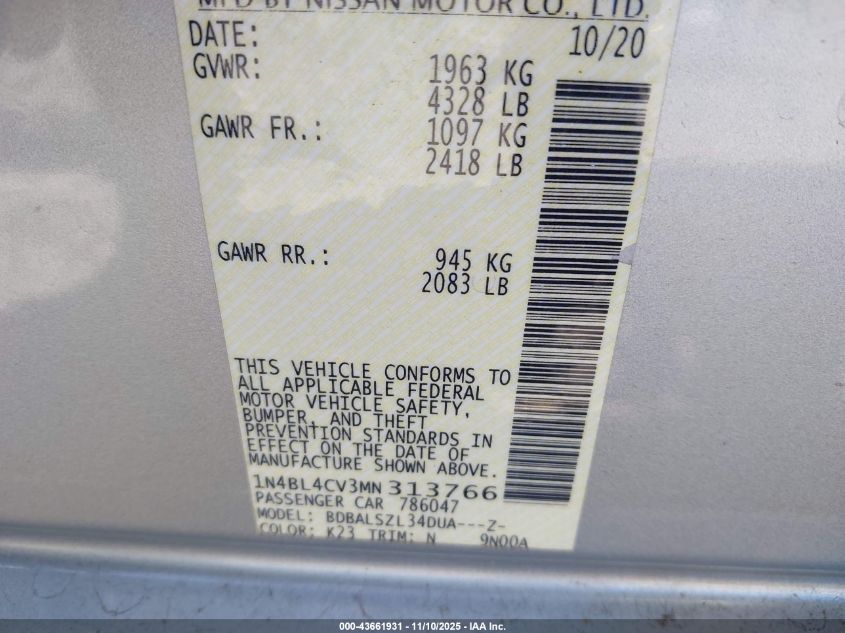 MFD BY NISSAN MOTOR CO., LTD.
DATE: 10/20
GVWR: 1963 KG
4328 LB
GAWR FR.: 1097 KG
2418 LB
GAWR RR.: 945 KG
2083 LB
THIS VEHICLE CONFORMS TO
ALL APPLICABLE FEDERAL
MOTOR VEHICLE SAFETY,
BUMPER, AND THEFT
PREVENTION STANDARDS IN
EFFECT ON THE DATE OF
MANUFACTURE SHOWN ABOVE.
1N4BL4CV3MN313766
PASSENGER CAR 786047
MODEL: BDBALSZL34DUA---Z-
COLOR: K23 TRIM: N 9N00A
000-43661931 - 11/10/2025 - IAA Inc.